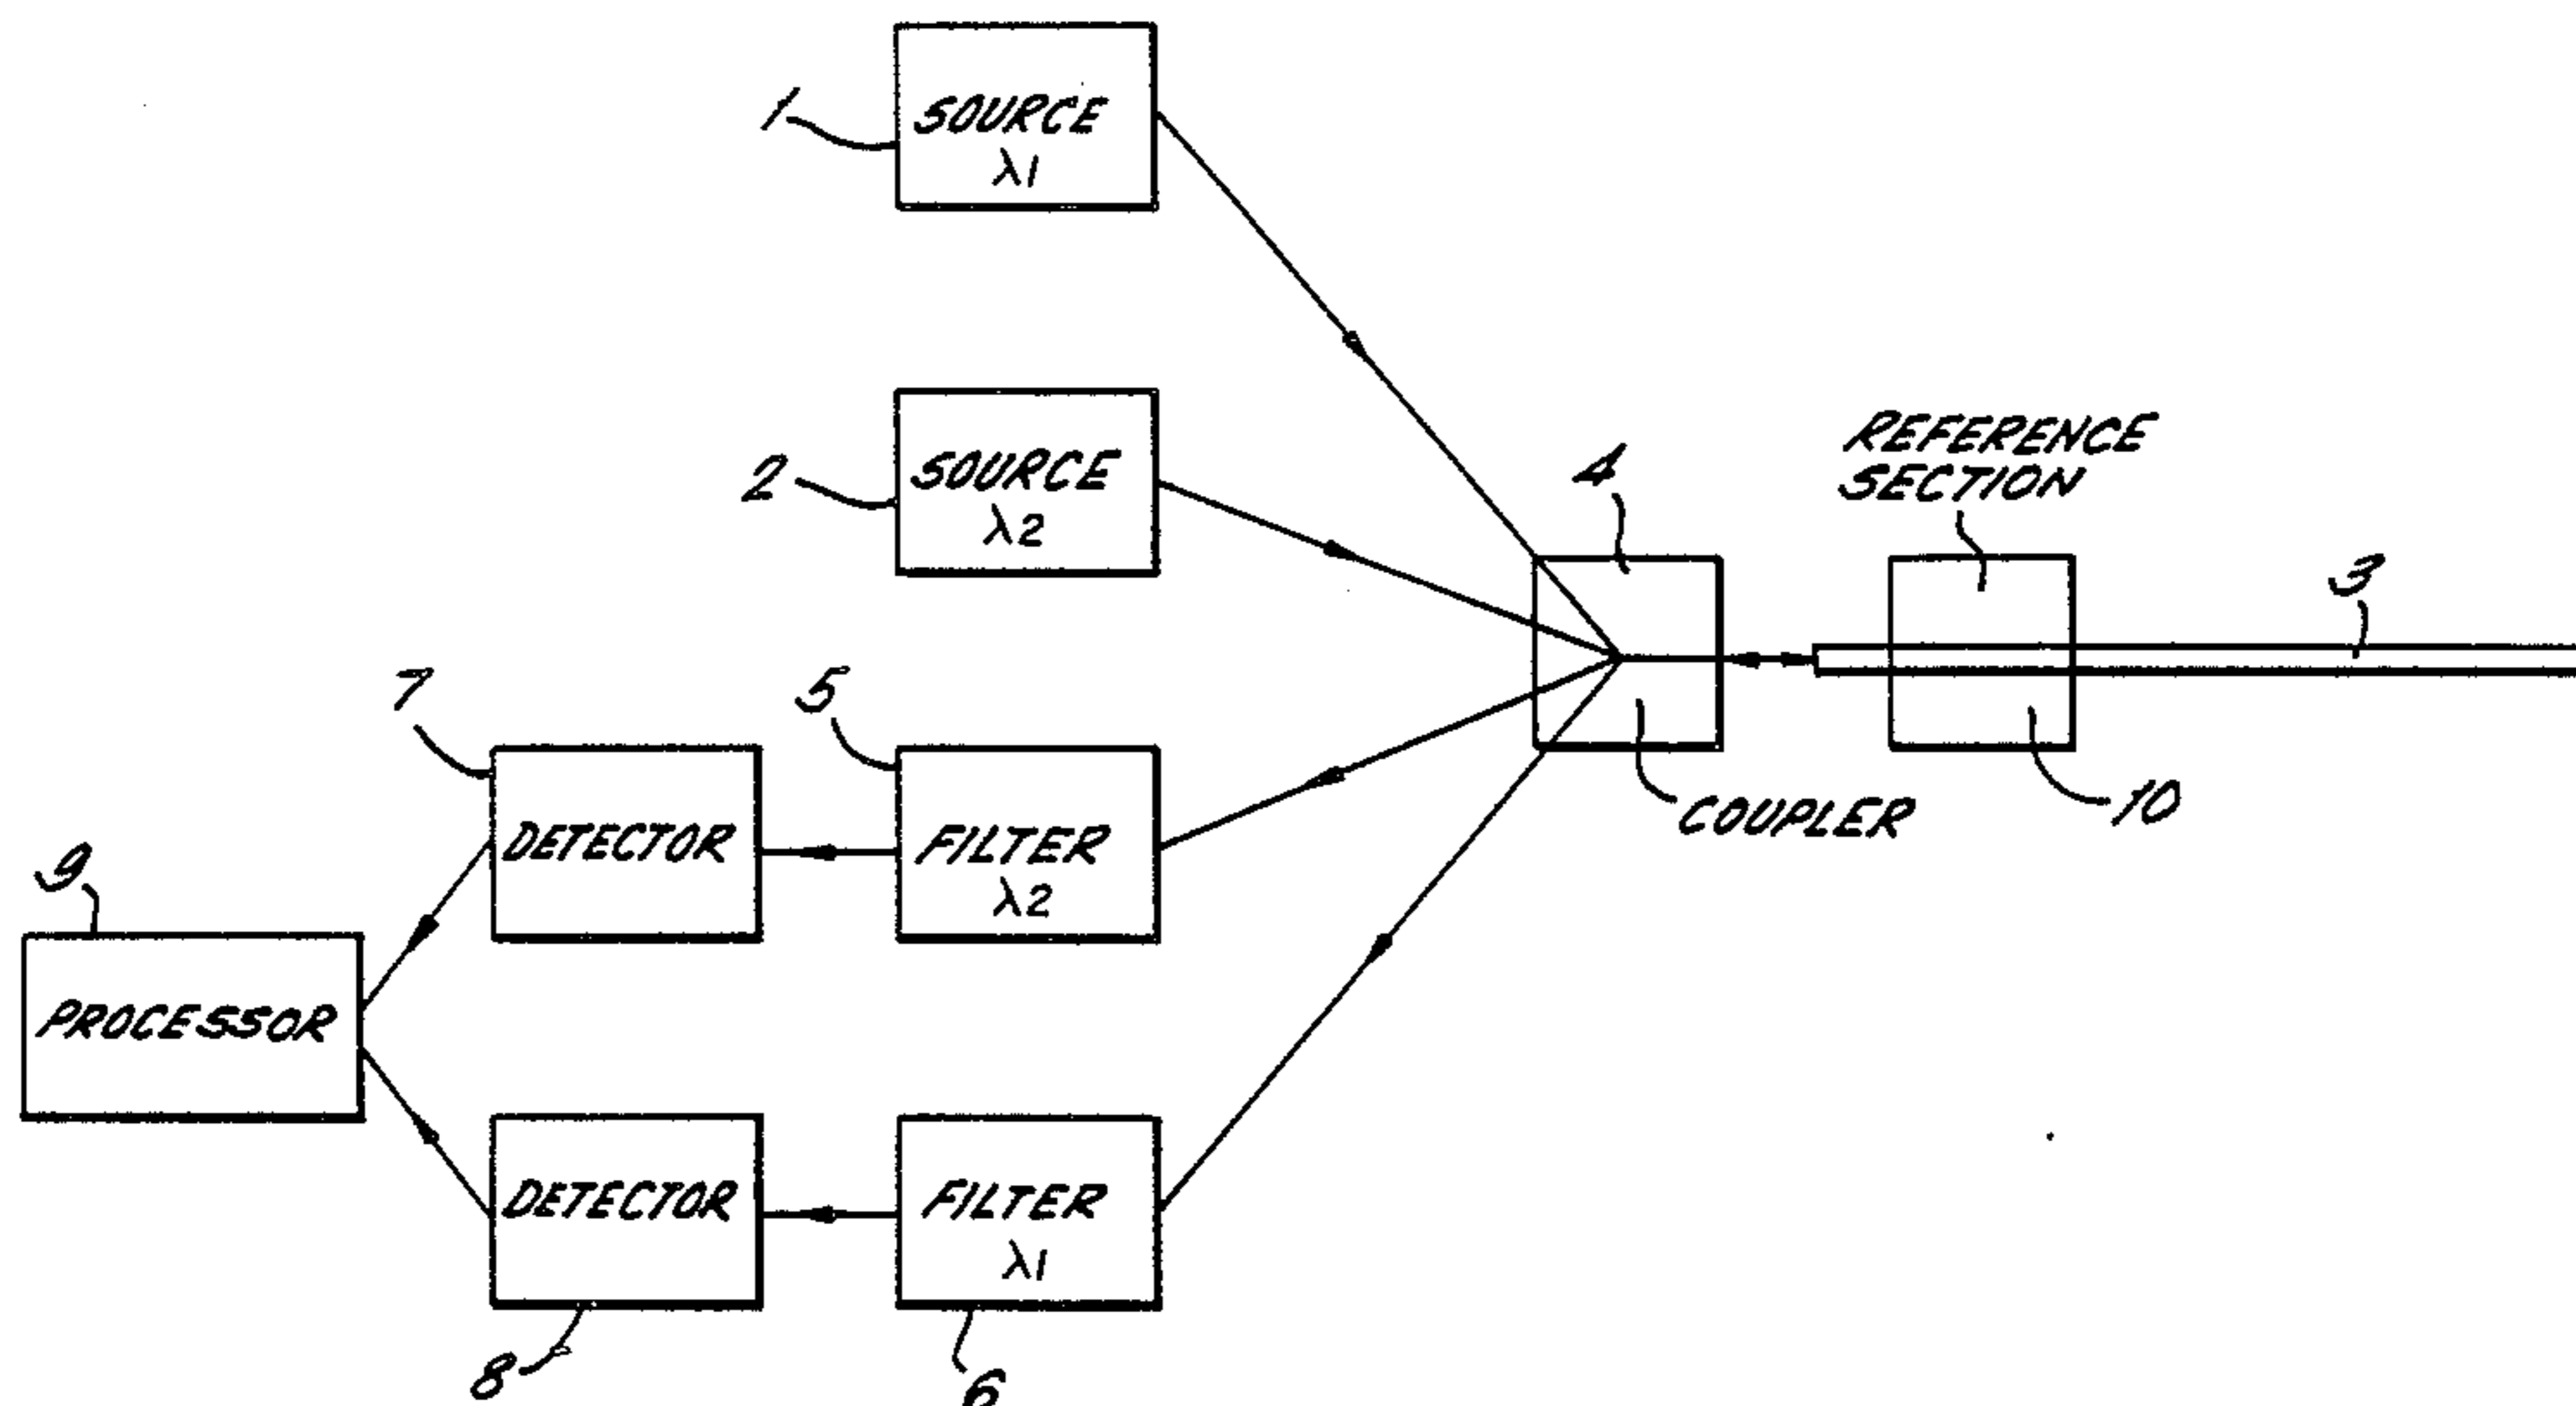 1
SOURCE
λ1
2
SOURCE
λ2
4
REFERENCE
SECTION
3
7
5
DETECTOR
FILTER
λ2
COUPLER
10
9
PROCESSOR
DETECTOR
FILTER
λ1
8
6